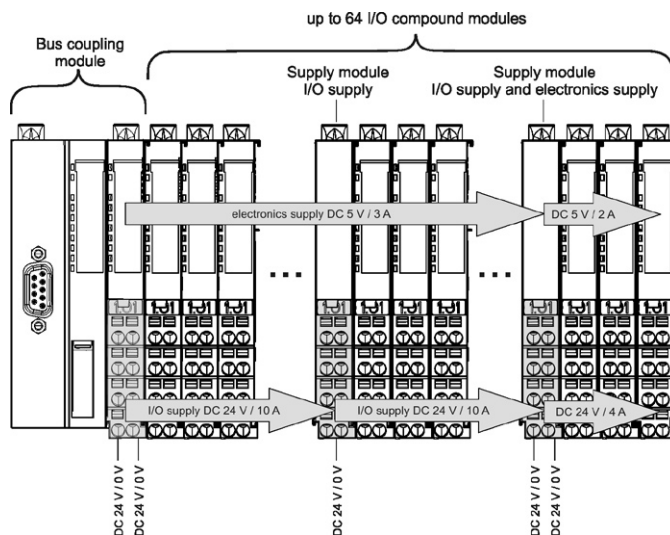 up to 64 I/O compound modules
Bus coupling
module
Supply module
I/O supply
Supply module
I/O supply and electronics supply
electronics supply DC 5 V / 3 A
DC 5 V / 2 A
I/O supply DC 24 V / 10 A
I/O supply DC 24 V / 10 A
DC 24 V / 4 A
DC 24 V / 0 V
DC 24 V / 0 V
DC 24 V / 0 V
DC 24 V / 0 V
DC 24 V / 0 V